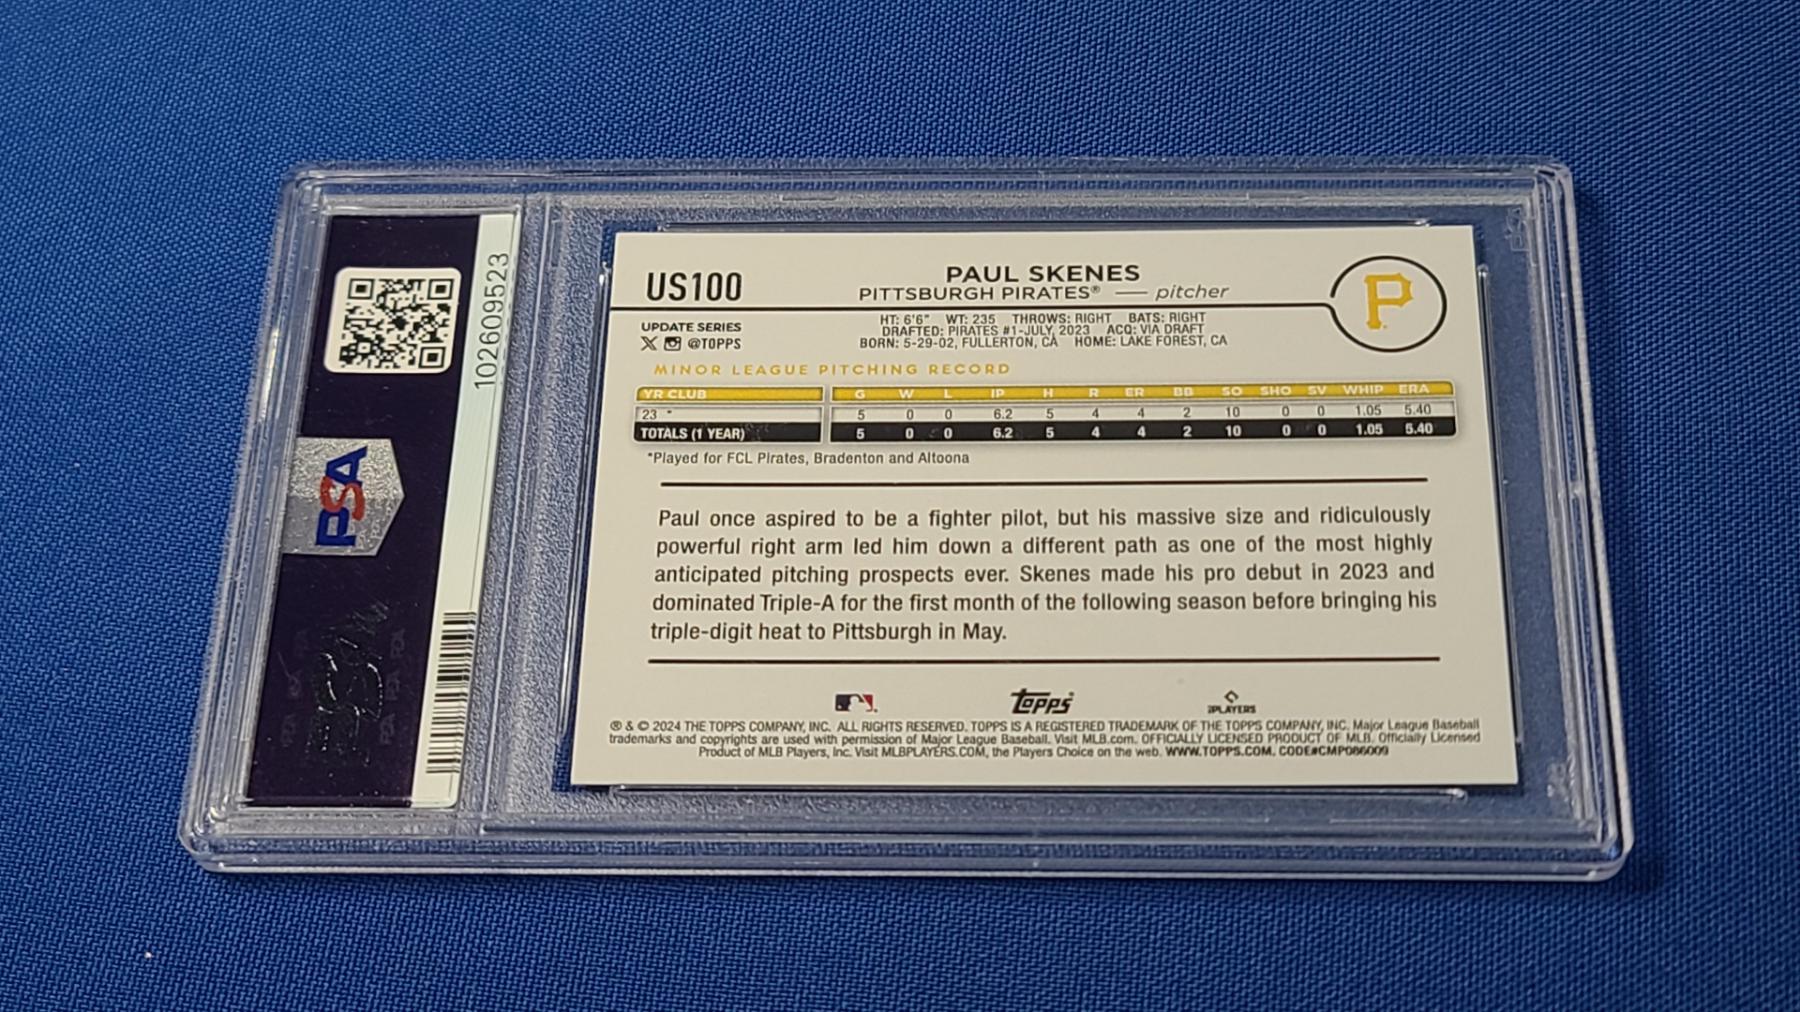 102609523
PSA
US100
PAUL SKENES
PITTSBURGH PIRATES® — pitcher
P
UPDATE SERIES
@TOPPS
HT: 6'6" WT: 235 THROWS: RIGHT BATS: RIGHT
DRAFTED: PIRATES #1-JULY, 2023 ACQ: VIA DRAFT
BORN: 5-29-02, FULLERTON, CA HOME: LAKE FOREST, CA
MINOR LEAGUE PITCHING RECORD
YR CLUB G W L IP H R ER BB SO SHO SV WHIP ERA
23 * 5 0 0 6.2 5 4 4 2 10 0 0 1.05 5.40
TOTALS (1 YEAR) 5 0 0 6.2 5 4 4 2 10 0 0 1.05 5.40
*Played for FCL Pirates, Bradenton and Altoona
Paul once aspired to be a fighter pilot, but his massive size and ridiculously
powerful right arm led him down a different path as one of the most highly
anticipated pitching prospects ever. Skenes made his pro debut in 2023 and
dominated Triple-A for the first month of the following season before bringing his
triple-digit heat to Pittsburgh in May.
Topps
PLAYERS
® & © 2024 THE TOPPS COMPANY, INC. ALL RIGHTS RESERVED. TOPPS IS A REGISTERED TRADEMARK OF THE TOPPS COMPANY, INC. Major League Baseball
trademarks and copyrights are used with permission of Major League Baseball. Visit MLB.com. OFFICIALLY LICENSED PRODUCT OF MLB. Officially Licensed
Product of MLB Players, Inc. Visit MLBPLAYERS.COM, the Players Choice on the web. WWW.TOPPS.COM. CODE#CMP086009